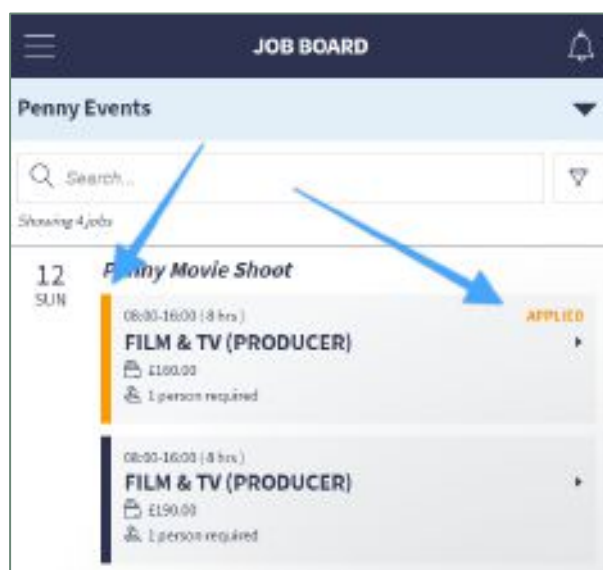 JOB BOARD
Penny Events
Search...
Showing 4 jobs
12
SUN
Penny Movie Shoot
08:00-16:00 (8 hrs)
APPLIED
FILM & TV (PRODUCER)
£160.00
1 person required
08:00-16:00 (8 hrs)
FILM & TV (PRODUCER)
£190.00
1 person required